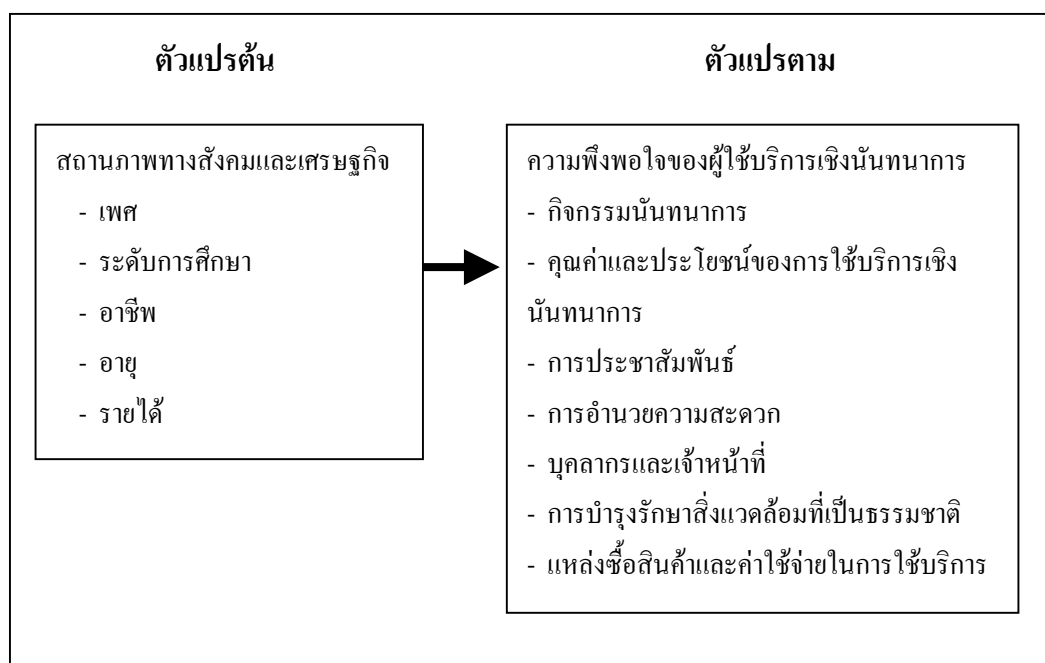 ตัวแปรต้น
สถานภาพทางสังคมและเศรษฐกิจ
- เพศ
- ระดับการศึกษา
- อาชีพ
- อายุ
- รายได้
ตัวแปรตาม
ความพึงพอใจของผู้ใช้บริการเชิงนันทนาการ
- กิจกรรมนันทนาการ
- คุณค่าและประโยชน์ของการใช้บริการเชิง
นันทนาการ
- การประชาสัมพันธ์
- การอำนวยความสะดวก
- บุคลากรและเจ้าหน้าที่
- การบำรุงรักษาสิ่งแวดล้อมที่เป็นธรรมชาติ
- แหล่งซื้อสินค้าและค่าใช้จ่ายในการใช้บริการ